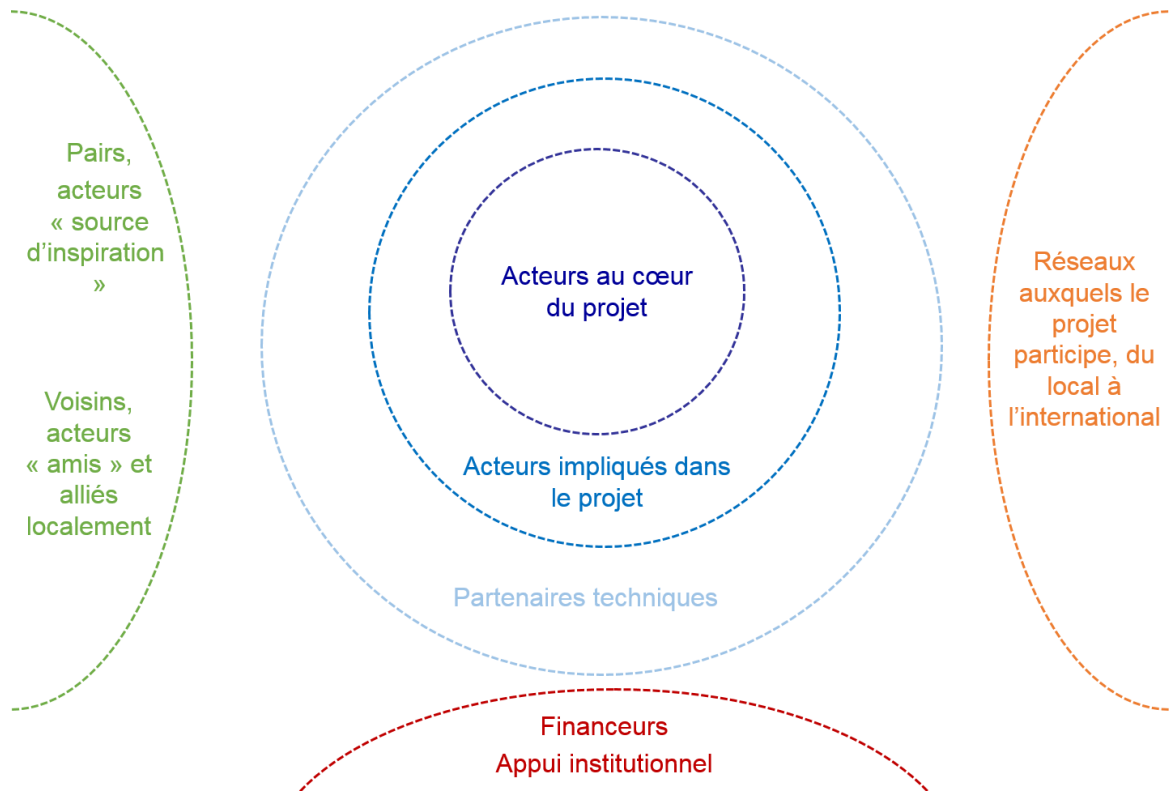 Pairs,
acteurs
« source
d’inspiration
»
Voisins,
acteurs
« amis » et
alliés
localement
Acteurs au cœur
du projet
Acteurs impliqués dans
le projet
Partenaires techniques
Financeurs
Appui institutionnel
Réseaux
auxquels le
projet
participe, du
local à
l’international